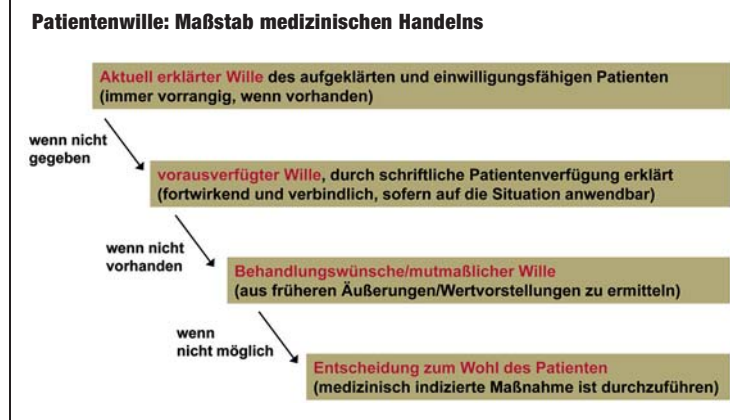 Patientenwille: Maßstab medizinischen Handelns
Aktuell erklärter Wille des aufgeklärten und einwilligungsfähigen Patienten
(immer vorrangig, wenn vorhanden)
wenn nicht
gegeben
vorausverfügter Wille, durch schriftliche Patientenverfügung erklärt
(fortwirkend und verbindlich, sofern auf die Situation anwendbar)
wenn nicht
vorhanden
Behandlungswünsche/mutmaßlicher Wille
(aus früheren Äußerungen/Wertvorstellungen zu ermitteln)
wenn
nicht möglich
Entscheidung zum Wohl des Patienten
(medizinisch indizierte Maßnahme ist durchzuführen)